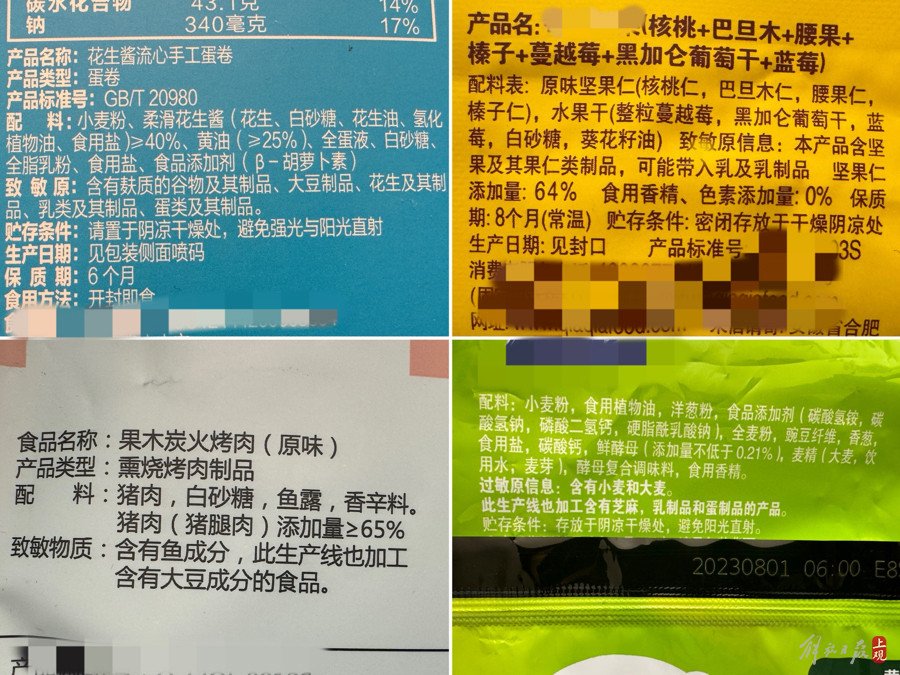 碳水化合物 43.1克 14%
钠 340毫克 17%
产品名称: 花生酱流心手工蛋卷
产品类型: 蛋卷
产品标准号: GB/T 20980
配 料: 小麦粉、柔滑花生酱（花生、白砂糖、花生油、氢化
植物油、食用盐)≥40%、黄油（≥25%）、全蛋液、白砂糖、
全脂乳粉、食用盐、食品添加剂（β-胡萝卜素）
致 敏 原: 含有麸质的谷物及其制品、大豆制品、花生及其制
品、乳类及其制品、蛋类及其制品。
贮存条件: 请置于阴凉干燥处，避免强光与阳光直射
生产日期: 见包装侧面喷码
保 质 期: 6个月
食用方法: 开封即食
产品名: (核桃+巴旦木+腰果+
榛子+蔓越莓+黑加仑葡萄干+蓝莓)
配料表: 原味坚果仁(核桃仁，巴旦木仁，腰果仁，
榛子仁)，水果干(整粒蔓越莓，黑加仑葡萄干，蓝
莓，白砂糖，葵花籽油) 致敏原信息: 本产品含坚
果及其果仁类制品，可能带入乳及乳制品 坚果仁
添加量: 64% 食用香精、色素添加量: 0% 保质
期: 8个月(常温) 贮存条件: 密闭存放于干燥阴凉处
生产日期: 见封口 产品标准号 03S
消费
网址 合肥
食品名称：果木炭火烤肉（原味）
产品类型：熏烧烤肉制品
配 料：猪肉，白砂糖，鱼露，香辛料。
猪肉（猪腿肉）添加量≥65%
致敏物质：含有鱼成分，此生产线也加工
含有大豆成分的食品。
配料：小麦粉，食用植物油，洋葱粉，食品添加剂（碳酸氢铵，碳
酸氢钠，磷酸二氢钙，硬脂酰乳酸钠），全麦粉，豌豆纤维，香葱，
食用盐，碳酸钙，鲜酵母（添加量不低于0.21%），麦精（大麦，饮
用水，麦芽），酵母复合调味料，食用香精。
过敏原信息：含有小麦和大麦。
此生产线也加工含有芝麻，乳制品和蛋制品的产品。
贮存条件：存放于阴凉干燥处，避免阳光直射。
20230801 06:00 E8
解放日报 上观